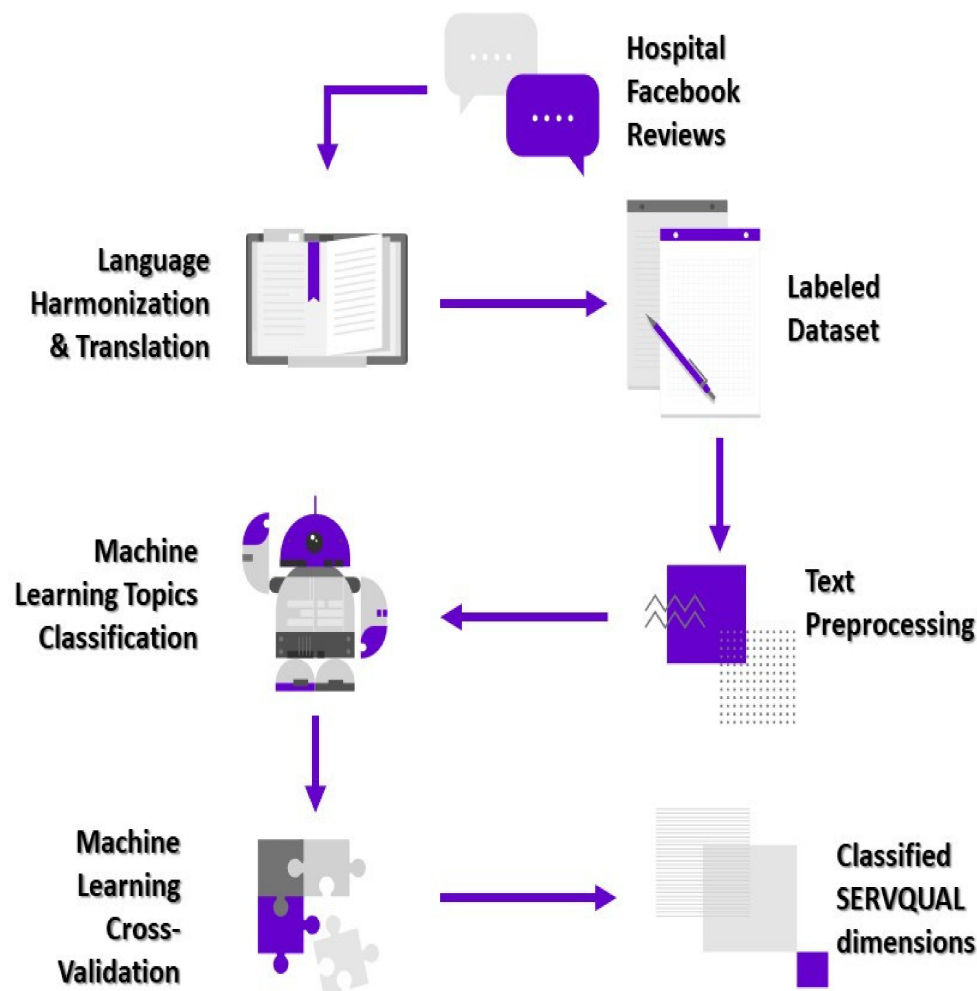 Hospital
Facebook
Reviews
Language
Harmonization
& Translation
Labeled
Dataset
Text
Preprocessing
Machine
Learning Topics
Classification
Machine
Learning
Cross-
Validation
Classified
SERVQUAL
dimensions